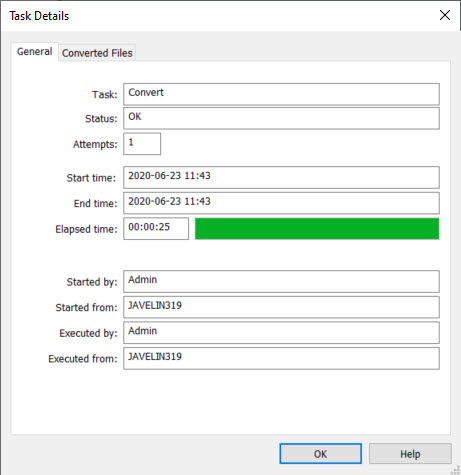 Task Details
General Converted Files
Task: Convert
Status: OK
Attempts: 1
Start time: 2020-06-23 11:43
End time: 2020-06-23 11:43
Elapsed time: 00:00:25
Started by: Admin
Started from: JAVELIN319
Executed by: Admin
Executed from: JAVELIN319
OK Help